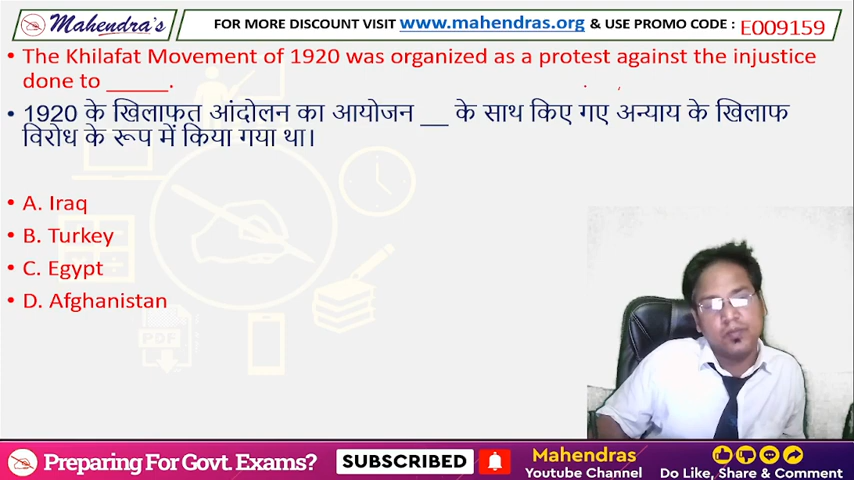 Mahendra's
FOR MORE DISCOUNT VISIT www.mahendras.org & USE PROMO CODE : E009159
• The Khilafat Movement of 1920 was organized as a protest against the injustice
done to _____.
• 1920 के खिलाफत आंदोलन का आयोजन __ के साथ किए गए अन्याय के खिलाफ
विरोध के रूप में किया गया था।
• A. Iraq
• B. Turkey
• C. Egypt
• D. Afghanistan
PDF
Preparing For Govt. Exams?
SUBSCRIBED
Mahendras
Youtube Channel
Do Like, Share & Comment